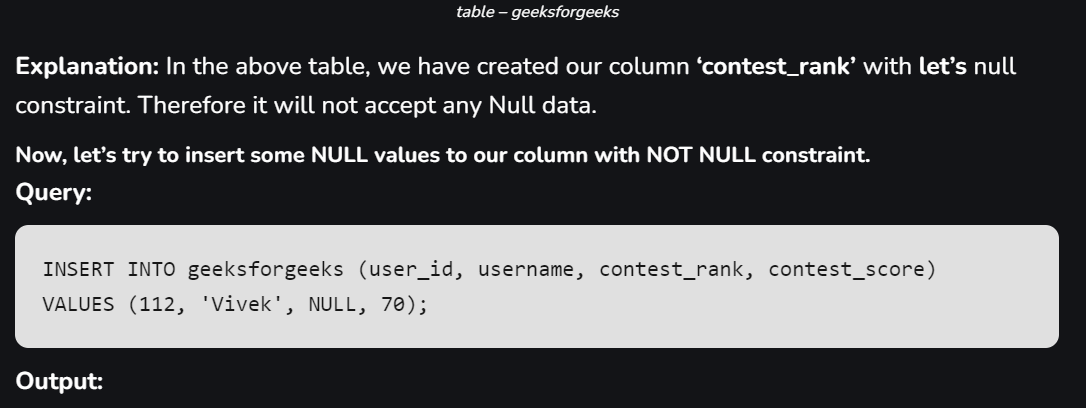 table – geeksforgeeks
Explanation: In the above table, we have created our column ‘contest_rank’ with let’s null
constraint. Therefore it will not accept any Null data.
Now, let’s try to insert some NULL values to our column with NOT NULL constraint.
Query:
INSERT INTO geeksforgeeks (user_id, username, contest_rank, contest_score)
VALUES (112, 'Vivek', NULL, 70);
Output: